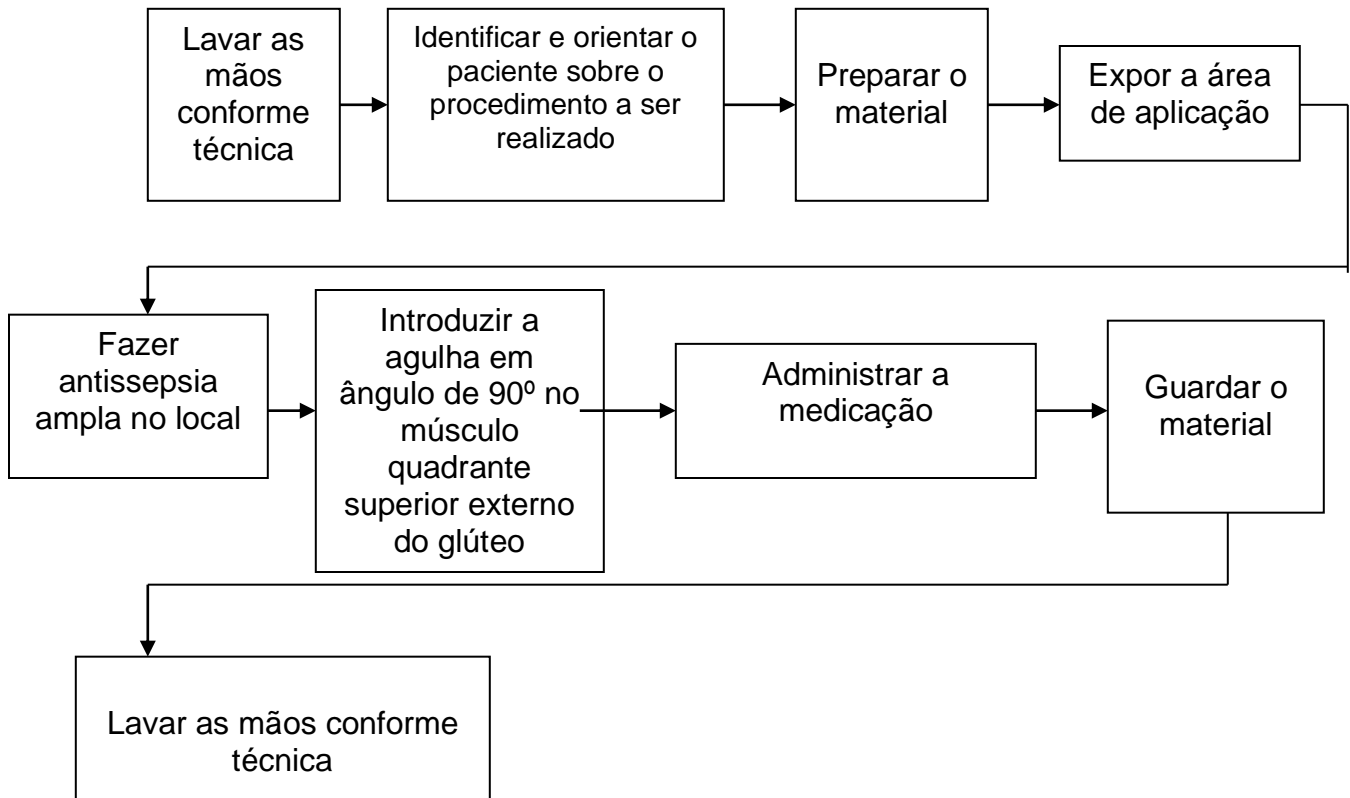 Lavar as
mãos
conforme
técnica
Identificar e orientar o
paciente sobre o
procedimento a ser
realizado
Preparar o
material
Expor a área
de aplicação
Fazer
antissepsia
ampla no local
Introduzir a
agulha em
ângulo de 90º no
músculo
quadrante
superior externo
do glúteo
Administrar a
medicação
Guardar o
material
Lavar as mãos conforme
técnica